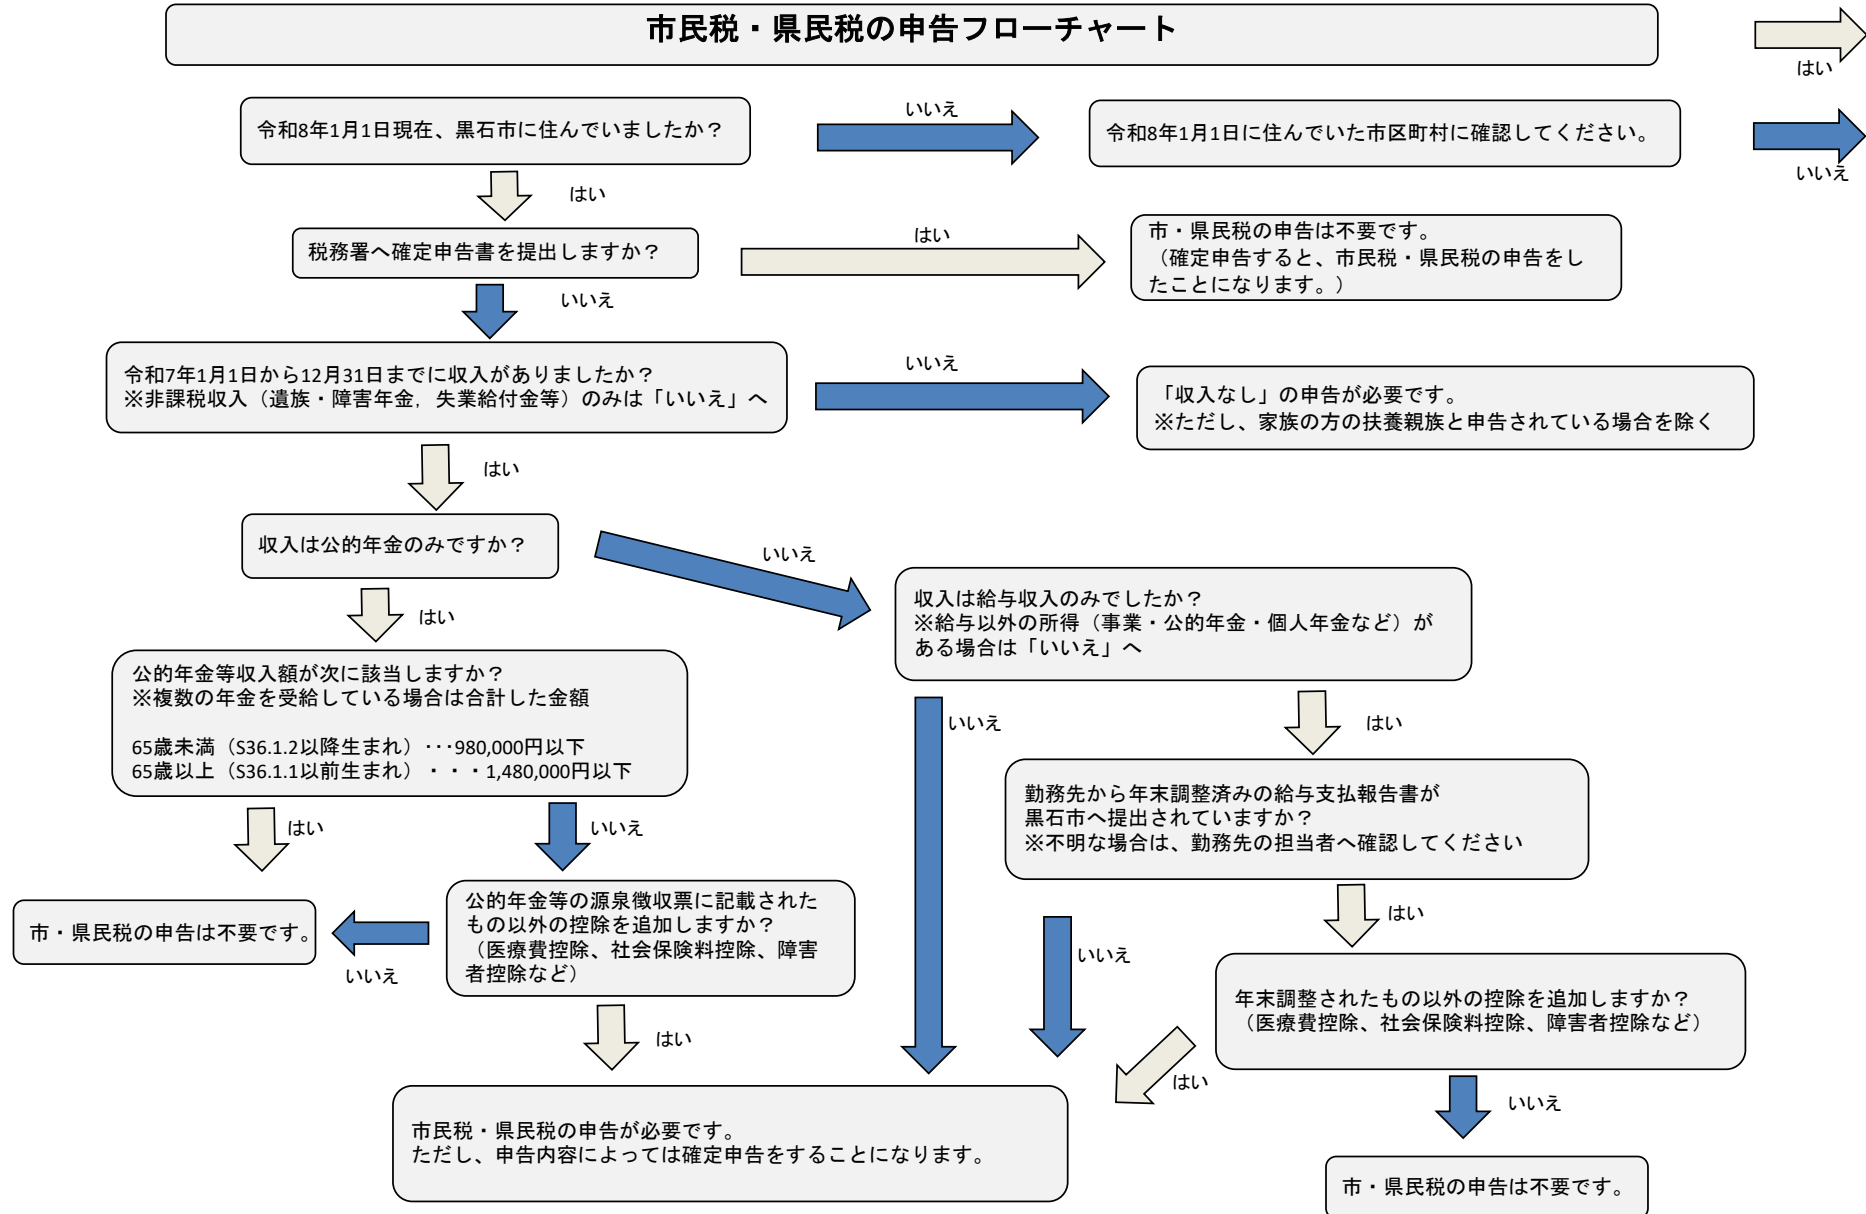 市民税・県民税の申告フローチャート
はい
令和8年1月1日現在、黒石市に住んでいましたか？
いいえ
令和8年1月1日に住んでいた市区町村に確認してください。
いいえ
はい
税務署へ確定申告書を提出しますか？
はい
市・県民税の申告は不要です。
（確定申告すると、市民税・県民税の申告をし
たことになります。）
いいえ
令和7年1月1日から12月31日までに収入がありましたか？
※非課税収入（遺族・障害年金，失業給付金等）のみは「いいえ」へ
いいえ
「収入なし」の申告が必要です。
※ただし、家族の方の扶養親族と申告されている場合を除く
はい
収入は公的年金のみですか？
いいえ
収入は給与収入のみでしたか？
※給与以外の所得（事業・公的年金・個人年金など）が
ある場合は「いいえ」へ
はい
公的年金等収入額が次に該当しますか？
※複数の年金を受給している場合は合計した金額
65歳未満（S36.1.2以降生まれ）・・・980,000円以下
65歳以上（S36.1.1以前生まれ）・・・1,480,000円以下
いいえ
はい
勤務先から年末調整済みの給与支払報告書が
黒石市へ提出されていますか？
※不明な場合は、勤務先の担当者へ確認してください
はい
いいえ
市・県民税の申告は不要です。
いいえ
公的年金等の源泉徴収票に記載された
もの以外の控除を追加しますか？
（医療費控除、社会保険料控除、障害
者控除など）
いいえ
はい
年末調整されたもの以外の控除を追加しますか？
（医療費控除、社会保険料控除、障害者控除など）
はい
はい
いいえ
市民税・県民税の申告が必要です。
ただし、申告内容によっては確定申告をすることになります。
市・県民税の申告は不要です。